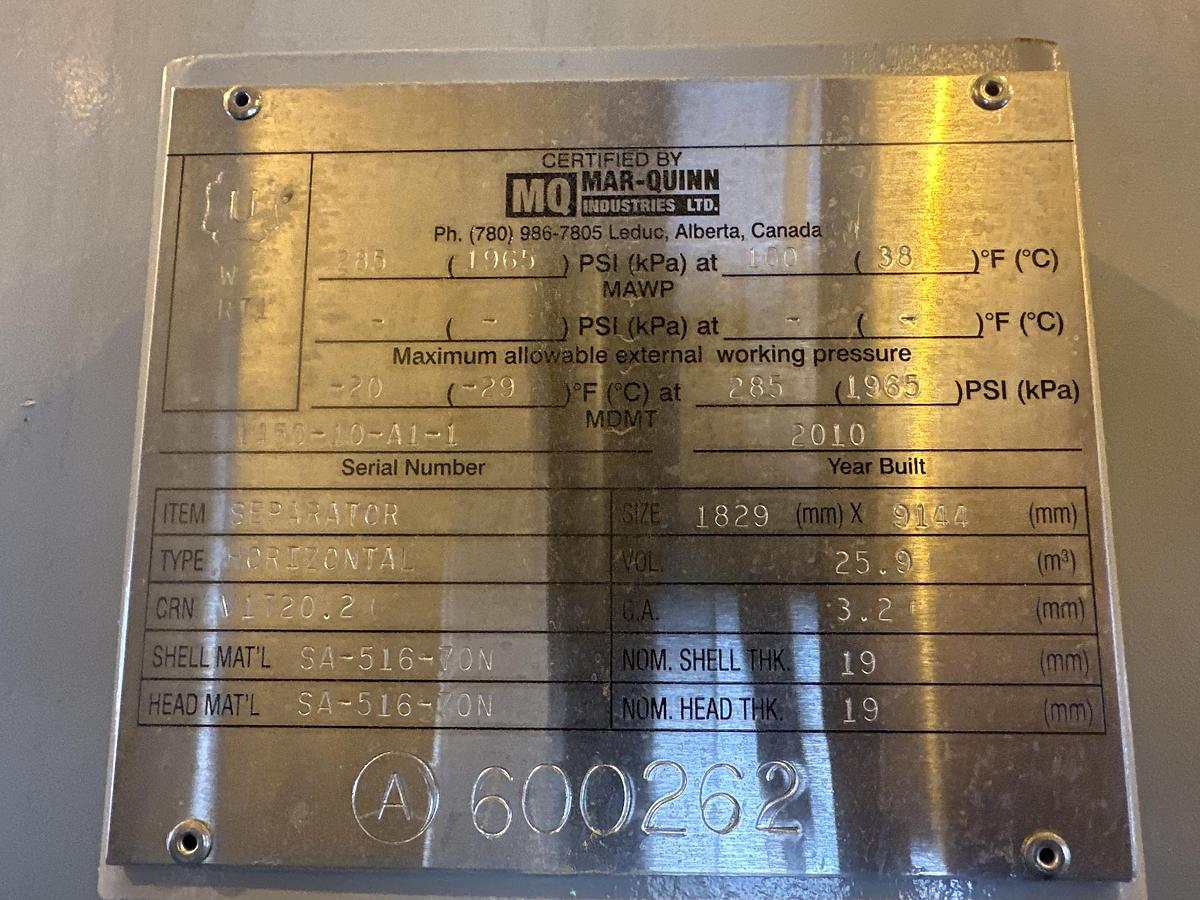 CERTIFIED BY
MQ MAR-QUINN
INDUSTRIES LTD.
Ph. (780) 986-7805 Leduc, Alberta, Canada
U
W
RT1
285 (1965) PSI (kPa) at 100 (38)°F (°C)
MAWP
- (-) PSI (kPa) at - (-)°F (°C)
Maximum allowable external working pressure
-20 (-29)°F (°C) at 285 (1965)PSI (kPa)
MDMT
2010
Serial Number Year Built
ITEM SEPARATOR SIZE 1829 (mm) X 9144 (mm)
TYPE HORIZONTAL VOL. 25.9 (m³)
CRN C.A. 3.2 (mm)
SHELL MAT'L SA-516-70N NOM. SHELL THK. 19 (mm)
HEAD MAT'L SA-516-70N NOM. HEAD THK. 19 (mm)
A 600262